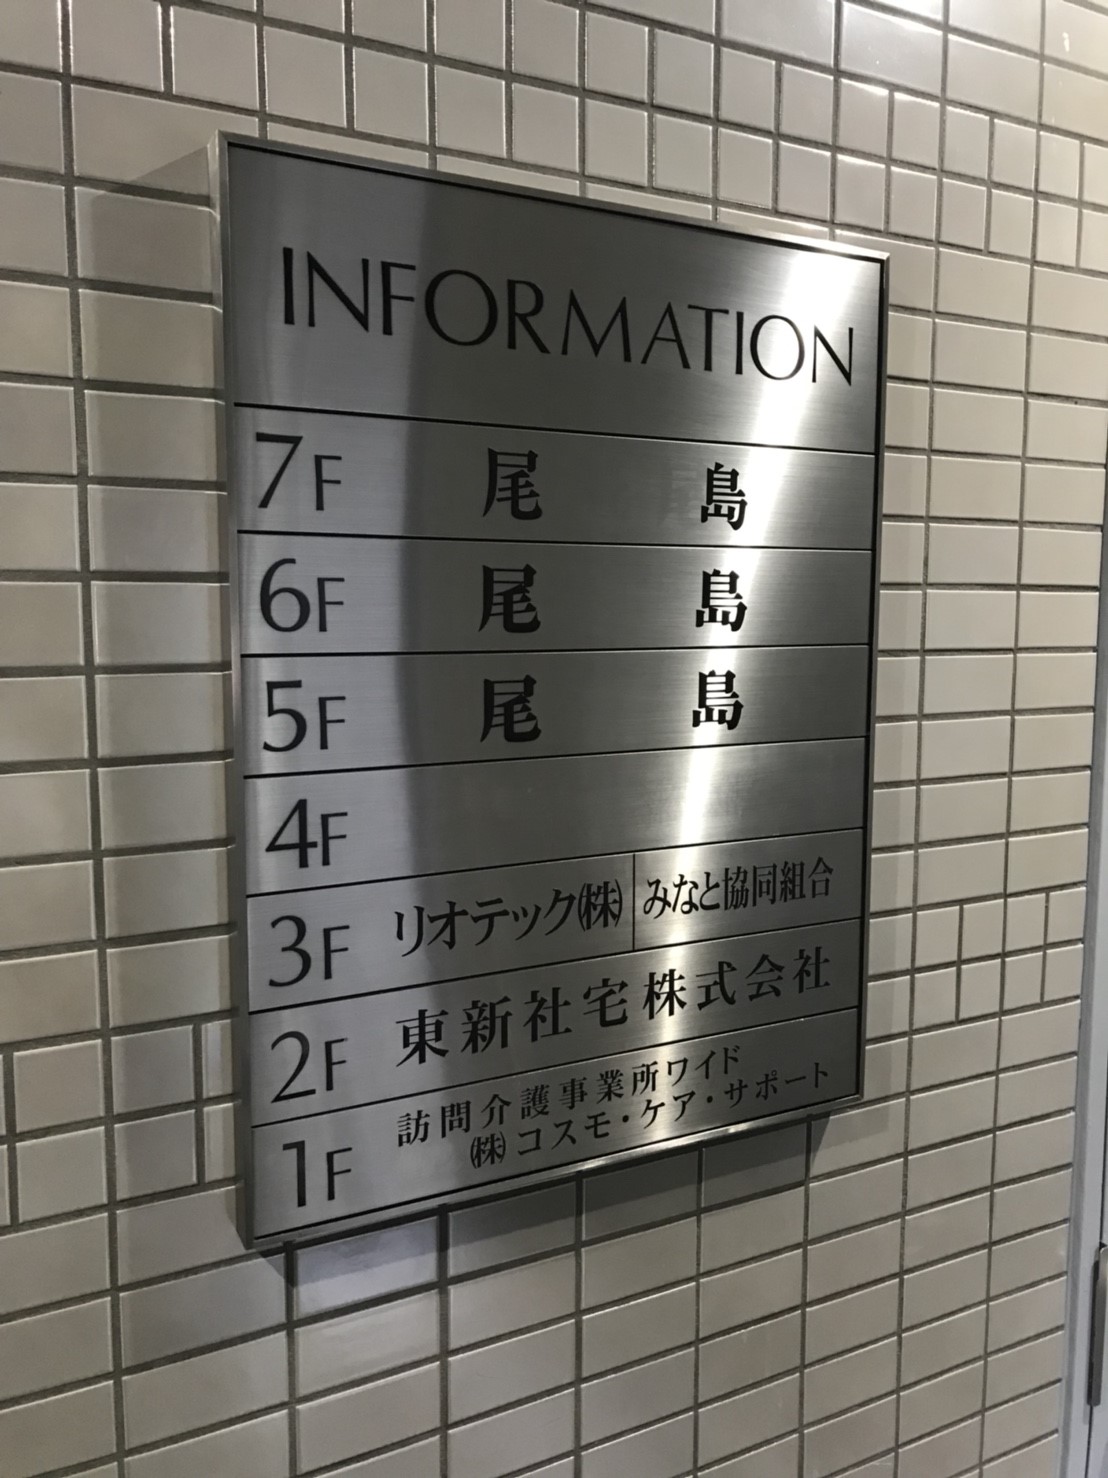 INFORMATION
7F 尾 島
6F 尾 島
5F 尾 島
4F
3F リオテック㈱ みなと協同組合
2F 東新社宅株式会社
1F 訪問介護事業所ワイド
㈱コスモ・ケア・サポート